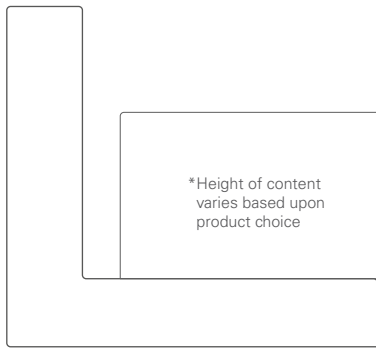 *Height of content
varies based upon
product choice